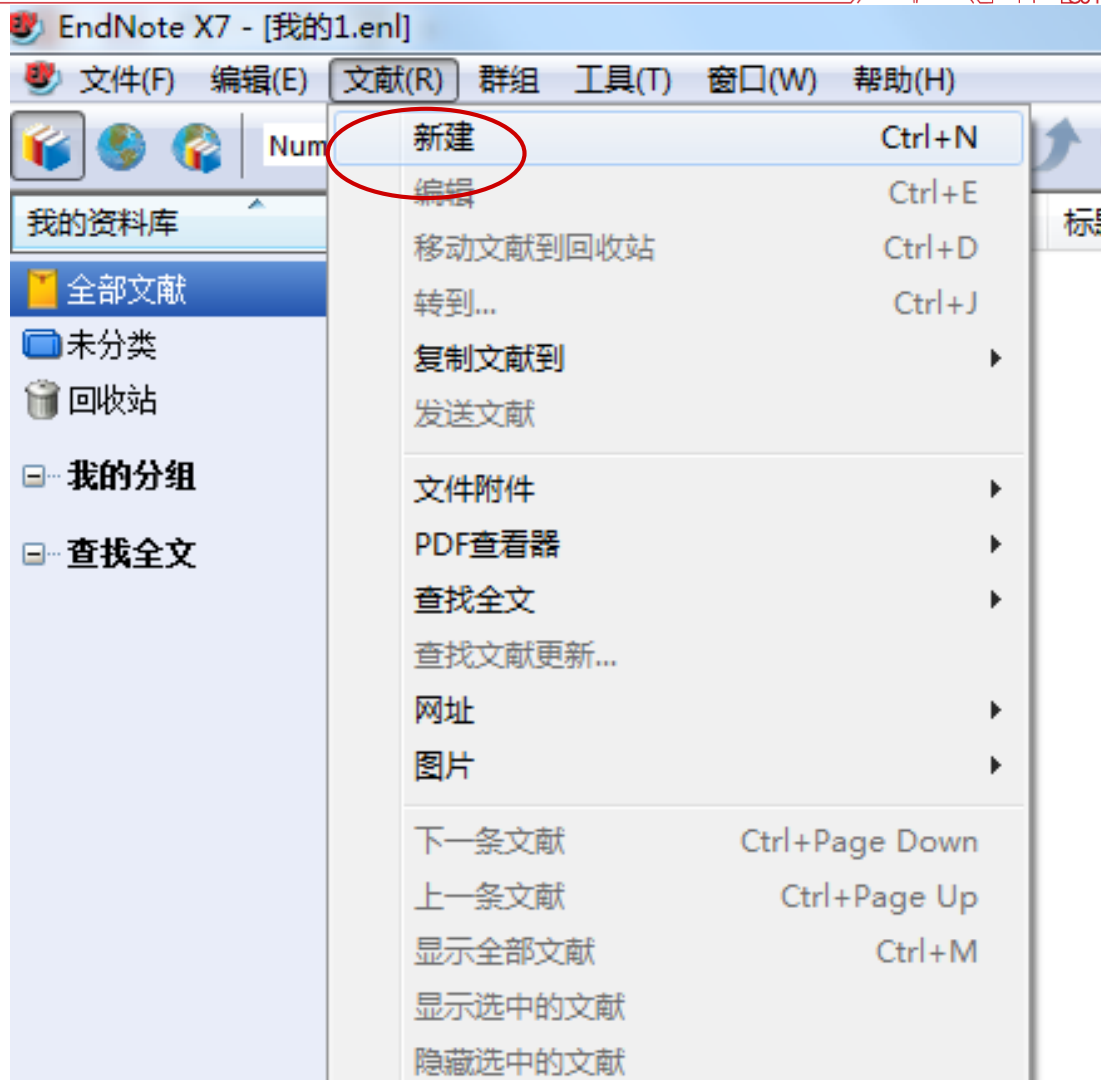 EndNote X7 - [我的1.enl]
文件(F) 编辑(E) 文献(R) 群组 工具(T) 窗口(W) 帮助(H)
Num
新建 Ctrl+N
编辑 Ctrl+E
移动文献到回收站 Ctrl+D
转到... Ctrl+J
复制文献到
发送文献
文件附件
PDF查看器
查找全文
查找文献更新...
网址
图片
下一条文献 Ctrl+Page Down
上一条文献 Ctrl+Page Up
显示全部文献 Ctrl+M
显示选中的文献
隐藏选中的文献
我的资料库
全部文献
未分类
回收站
我的分组
查找全文
标